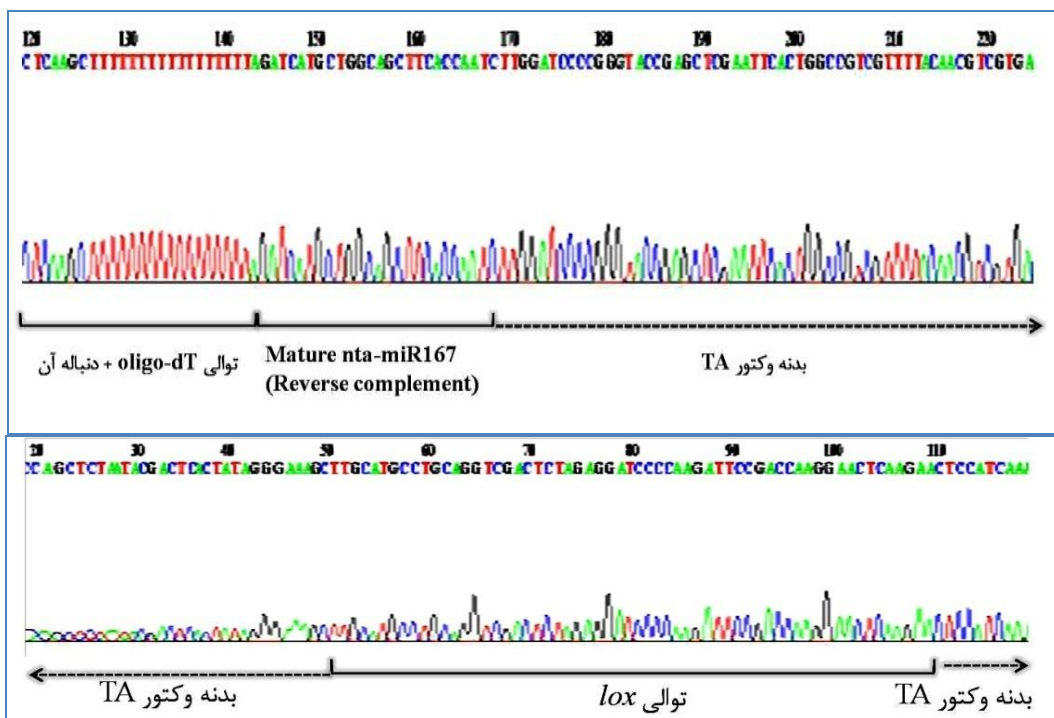 120 130 140 150 160 170 180 190 200 210 220
CTCAAGCTTTTTTTTTTTTTTTTTAGATCATGCTGGCAGCTTCACCAATCTTGGATCCCCGGGTACCGAGCTCGAATTCACTGGCCGTCGTTTTACAACGTCGTGA
توالی oligo-dT + دنباله آن
Mature nta-miR167
(Reverse complement)
بدنه وکتور TA
20 30 40 50 60 70 80 90 100 110
CCAGCTCTAATACGACTCACTATAGGGAAAGCTTGCATGCCTGCAGGTCGACTCTAGAGGATCCCCAAGATTCCGACCAAGGAACTCAAGAACTCCATCAAA
بدنه وکتور TA
توالی lox
بدنه وکتور TA